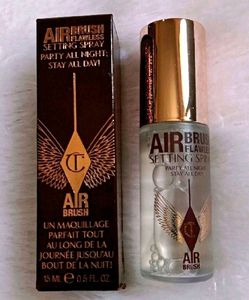 AIRBRUSH
FLAWLESS
SETTING SPRAY
PARTY ALL NIGHT;
STAY ALL DAY!
CT
AIR
BRUSH
UN MAQUILLAGE
PARFAIT TOUT
AU LONG DE LA
JOURNÉE JUSQU'AU
BOUT DE LA NUIT!
15 ML ℮ (0.5 FL. OZ.)
AIRBRUSH
FLAWLESS
SETTING SPRAY
PARTY ALL NIGHT;
STAY ALL DAY!
CT
AIR
BRUSH